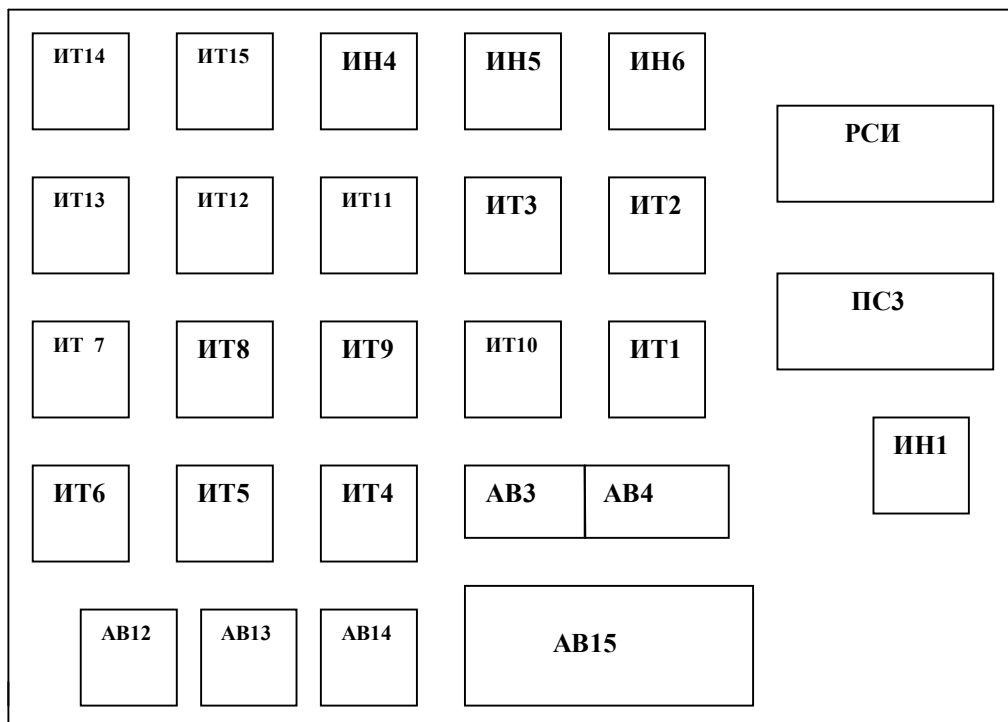 ИТ14 ИТ15 ИН4 ИН5 ИН6
РСИ
ИТ13 ИТ12 ИТ11 ИТ3 ИТ2
ПС3
ИТ 7 ИТ8 ИТ9 ИТ10 ИТ1
ИН1
ИТ6 ИТ5 ИТ4 АВ3 АВ4
АВ12 АВ13 АВ14 АВ15